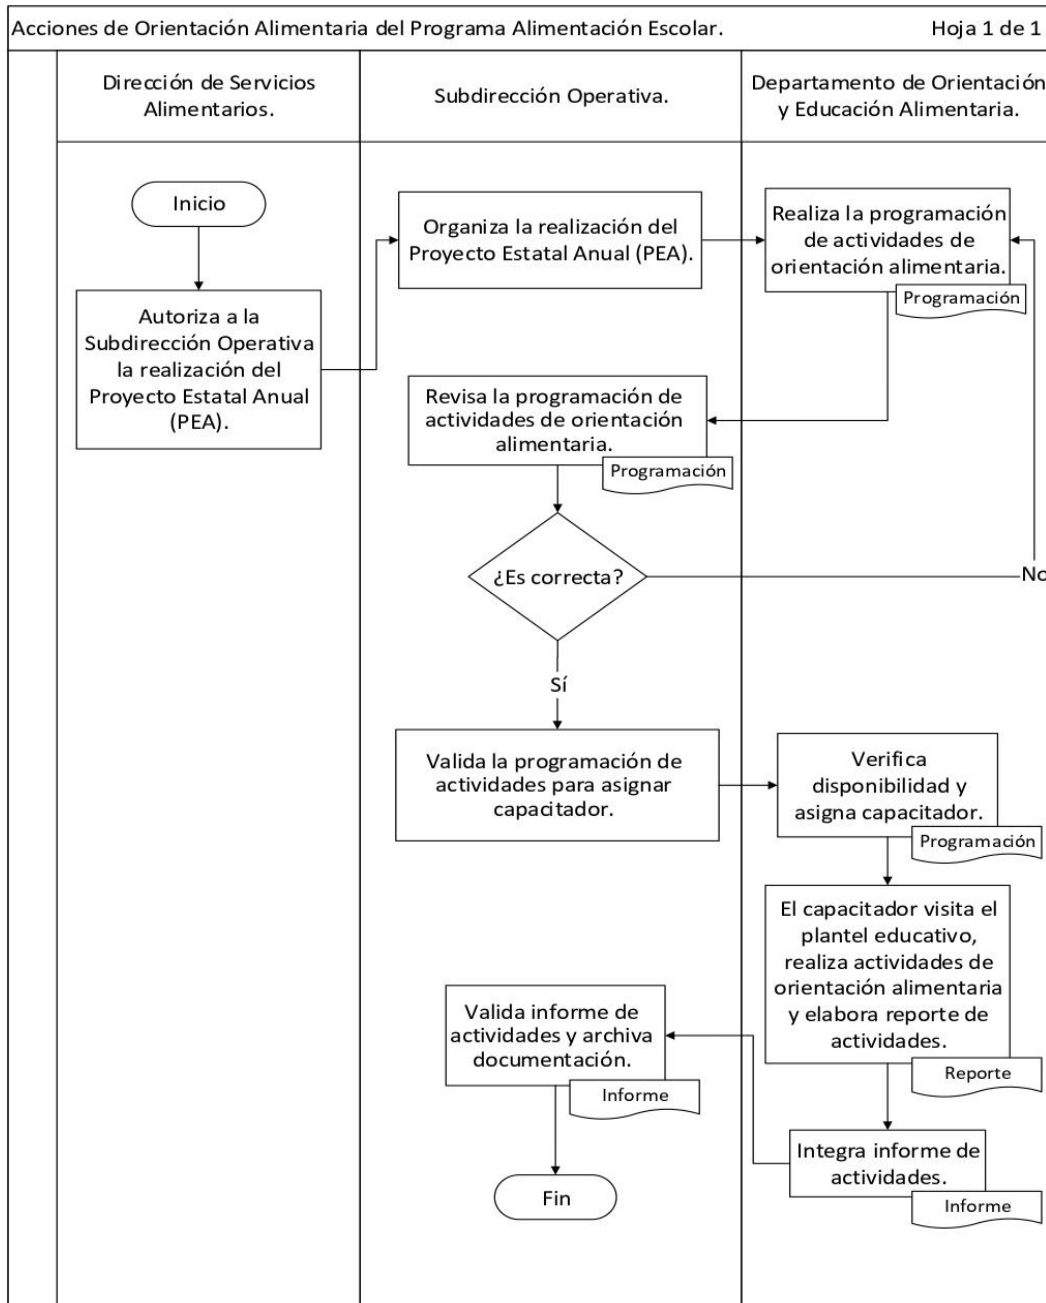 Acciones de Orientación Alimentaria del Programa Alimentación Escolar.
Hoja 1 de 1
Dirección de Servicios
Alimentarios.
Subdirección Operativa.
Departamento de Orientación
y Educación Alimentaria.
Inicio
Autoriza a la
Subdirección Operativa
la realización del
Proyecto Estatal Anual
(PEA).
Organiza la realización del
Proyecto Estatal Anual (PEA).
Realiza la programación
de actividades de
orientación alimentaria.
Programación
Revisa la programación de
actividades de orientación
alimentaria.
Programación
¿Es correcta?
No
Sí
Valida la programación de
actividades para asignar
capacitador.
Verifica
disponibilidad y
asigna capacitador.
Programación
El capacitador visita el
plantel educativo,
realiza actividades de
orientación alimentaria
y elabora reporte de
actividades.
Reporte
Integra informe de
actividades.
Informe
Valida informe de
actividades y archiva
documentación.
Informe
Fin